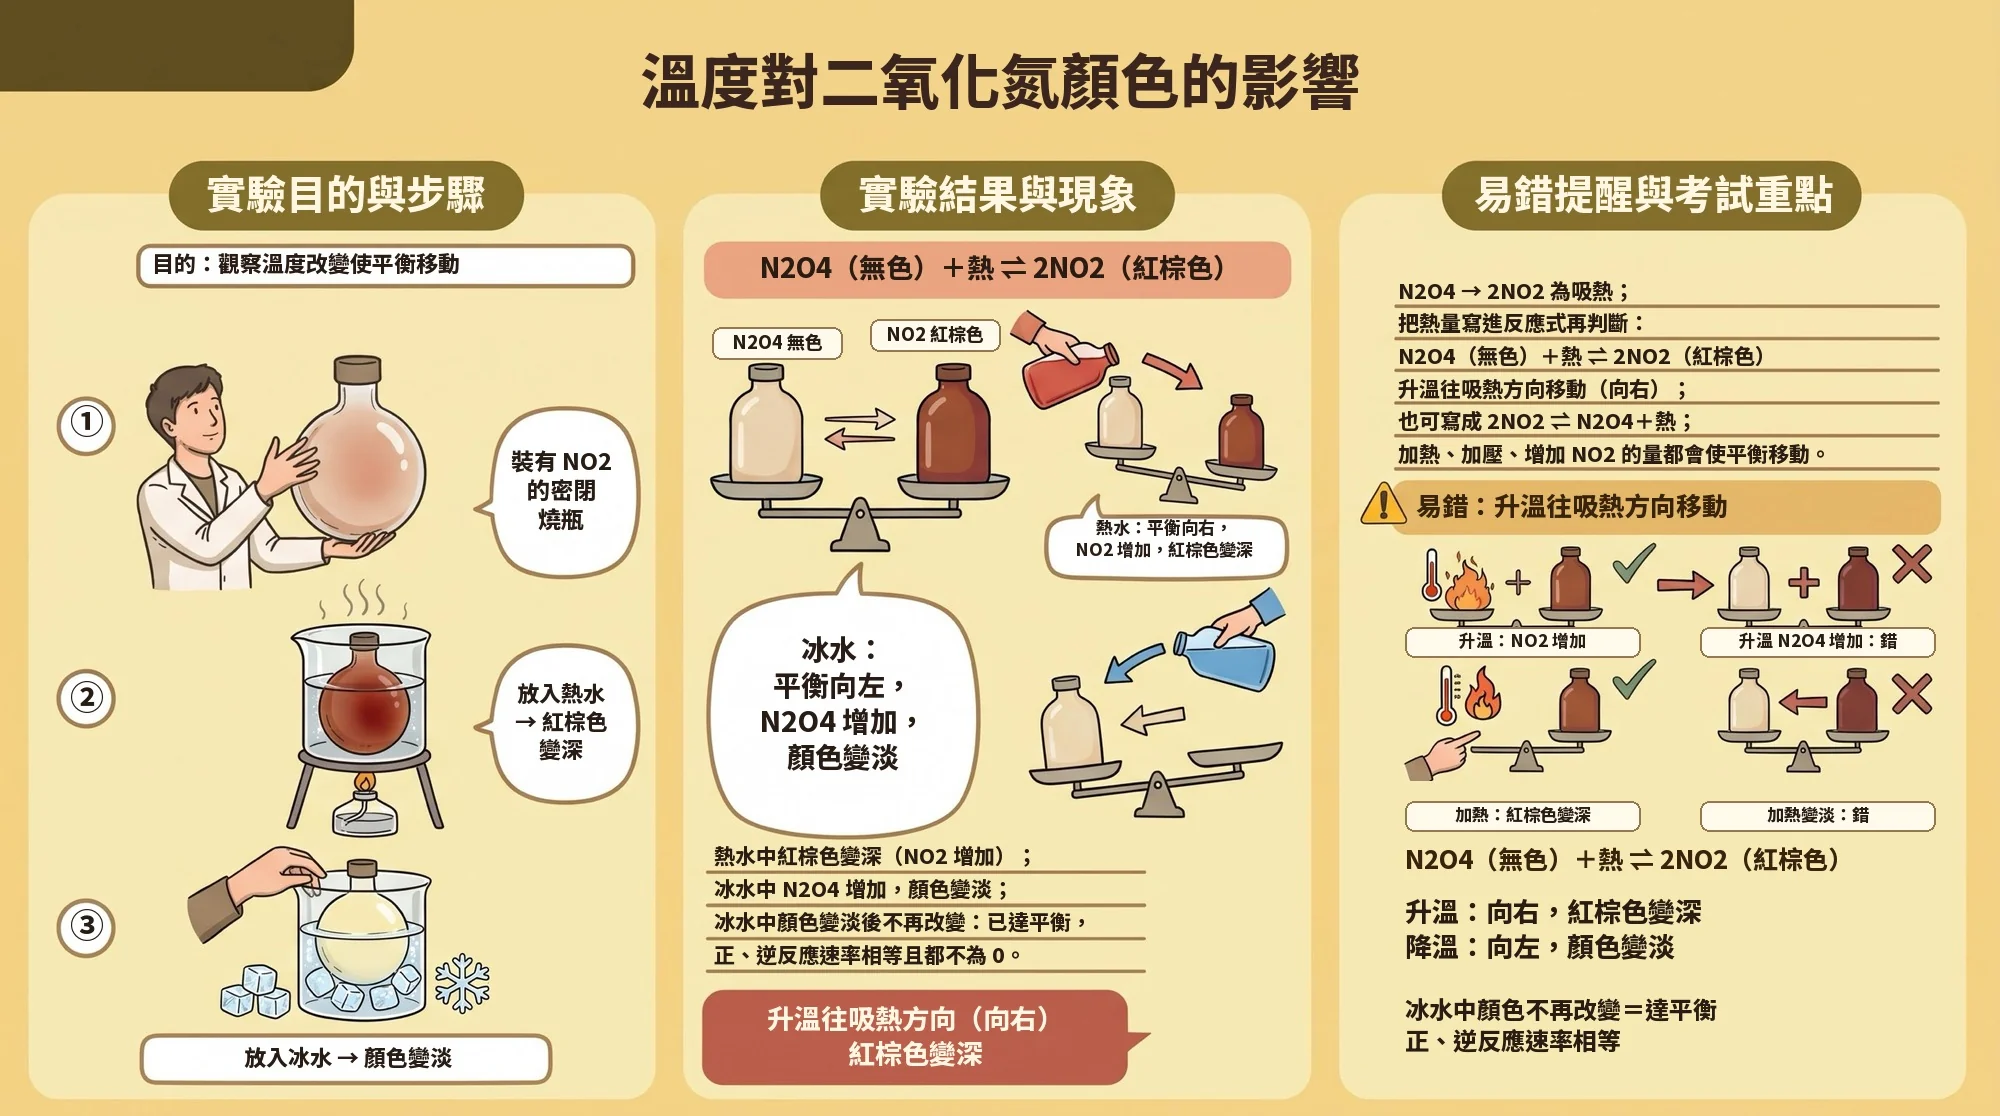 溫度對二氧化氮顏色的影響
實驗目的與步驟
目的：觀察溫度改變使平衡移動
①
裝有 NO2
的密閉
燒瓶
②
放入熱水
→ 紅棕色
變深
③
放入冰水 → 顏色變淡
實驗結果與現象
N2O4（無色）＋熱 ⇌ 2NO2（紅棕色）
N2O4 無色
NO2 紅棕色
熱水：平衡向右，
NO2 增加，紅棕色變深
冰水：
平衡向左，
N2O4 增加，
顏色變淡
熱水中紅棕色變深（NO2 增加）；
冰水中 N2O4 增加，顏色變淡；
冰水中顏色變淡後不再改變：已達平衡，
正、逆反應速率相等且都不為 0。
升溫往吸熱方向（向右）
紅棕色變深
易錯提醒與考試重點
N2O4 → 2NO2 為吸熱；
把熱量寫進反應式再判斷：
N2O4（無色）＋熱 ⇌ 2NO2（紅棕色）
升溫往吸熱方向移動（向右）；
也可寫成 2NO2 ⇌ N2O4＋熱；
加熱、加壓、增加 NO2 的量都會使平衡移動。
易錯：升溫往吸熱方向移動
升溫：NO2 增加
升溫 N2O4 增加：錯
加熱：紅棕色變深
加熱變淡：錯
N2O4（無色）＋熱 ⇌ 2NO2（紅棕色）
升溫：向右，紅棕色變深
降溫：向左，顏色變淡
冰水中顏色不再改變＝達平衡
正、逆反應速率相等